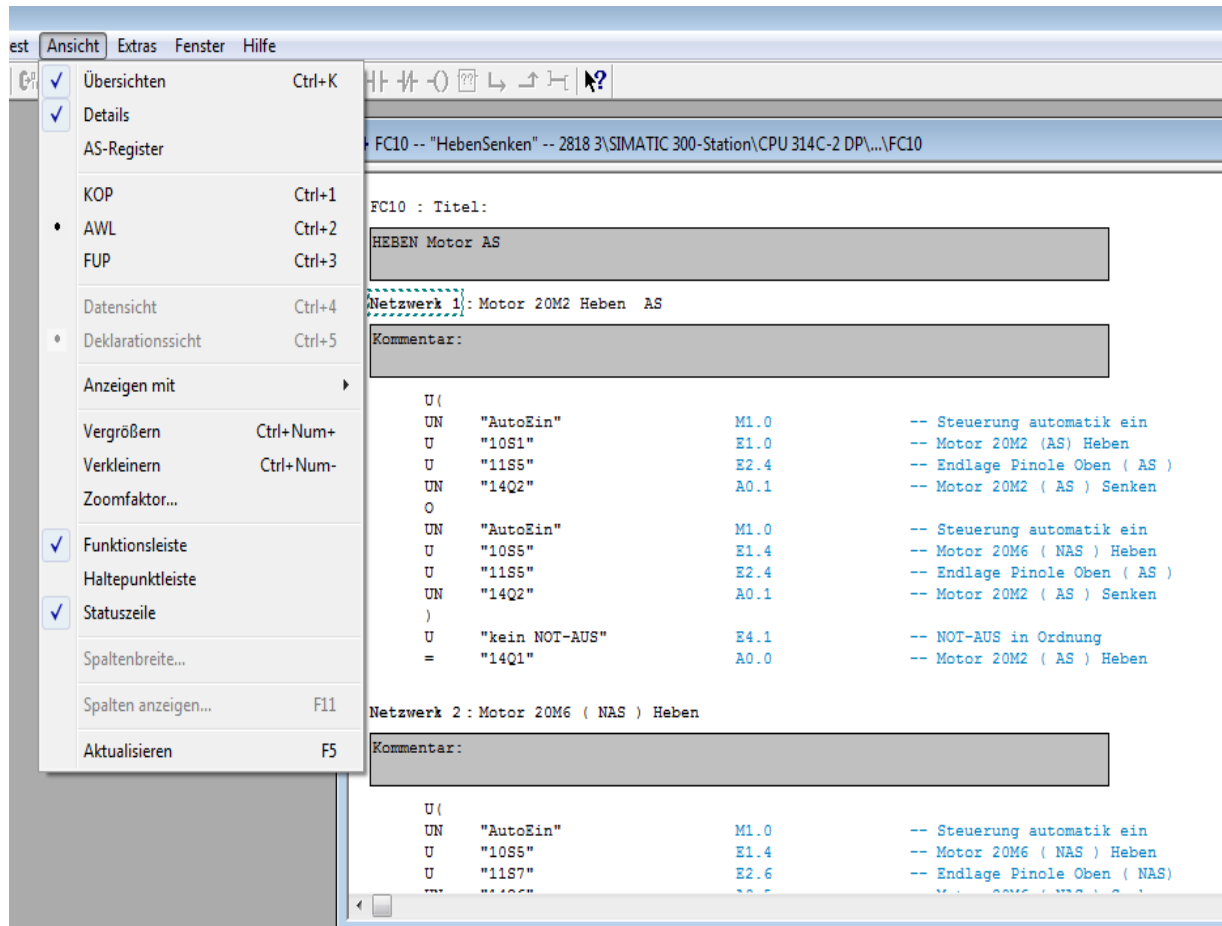 est Ansicht Extras Fenster Hilfe
Übersichten Ctrl+K
Details
AS-Register
KOP Ctrl+1
AWL Ctrl+2
FUP Ctrl+3
Datensicht Ctrl+4
Deklarationssicht Ctrl+5
Anzeigen mit
Vergrößern Ctrl+Num+
Verkleinern Ctrl+Num-
Zoomfaktor...
Funktionsleiste
Haltepunktleiste
Statuszeile
Spaltenbreite...
Spalten anzeigen... F11
Aktualisieren F5
FC10 -- "HebenSenken" -- 2818 3\SIMATIC 300-Station\CPU 314C-2 DP\...\FC10
FC10 : Titel:
HEBEN Motor AS
Netzwerk 1: Motor 20M2 Heben AS
Kommentar:
U(
UN "AutoEin" M1.0 -- Steuerung automatik ein
U "10S1" E1.0 -- Motor 20M2 (AS) Heben
U "11S5" E2.4 -- Endlage Pinole Oben ( AS )
UN "14Q2" A0.1 -- Motor 20M2 ( AS ) Senken
O
UN "AutoEin" M1.0 -- Steuerung automatik ein
U "10S5" E1.4 -- Motor 20M6 ( NAS ) Heben
U "11S5" E2.4 -- Endlage Pinole Oben ( AS )
UN "14Q2" A0.1 -- Motor 20M2 ( AS ) Senken
)
U "kein NOT-AUS" E4.1 -- NOT-AUS in Ordnung
= "14Q1" A0.0 -- Motor 20M2 ( AS ) Heben
Netzwerk 2 : Motor 20M6 ( NAS ) Heben
Kommentar:
U(
UN "AutoEin" M1.0 -- Steuerung automatik ein
U "10S5" E1.4 -- Motor 20M6 ( NAS ) Heben
U "11S7" E2.6 -- Endlage Pinole Oben ( NAS)